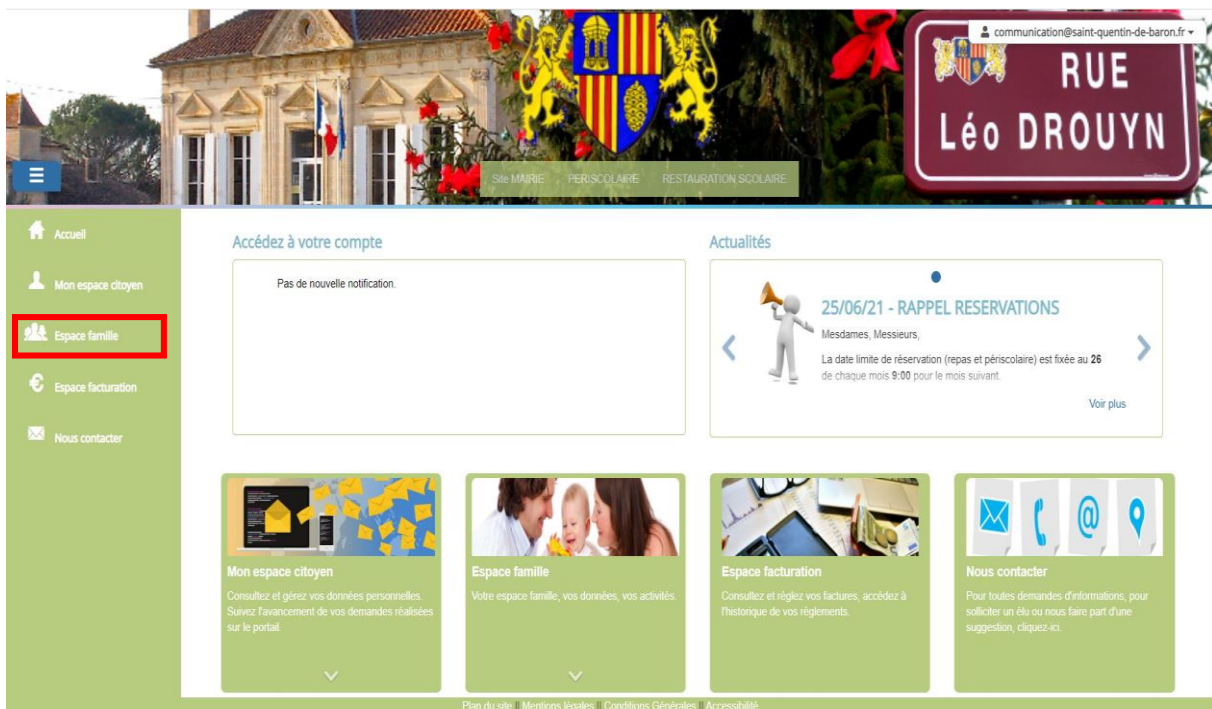 communication@saint-quentin-de-baron.fr
RUE
Léo DROUYN
Site MAIRIE PERISCOLAIRE RESTAURATION SCOLAIRE
Accueil
Mon espace citoyen
Espace famille
Espace facturation
Nous contacter
Accédez à votre compte
Pas de nouvelle notification.
Actualités
25/06/21 - RAPPEL RESERVATIONS
Mesdames, Messieurs,
La date limite de réservation (repas et périscolaire) est fixée au 26
de chaque mois 9:00 pour le mois suivant.
Voir plus
Mon espace citoyen
Consultez et gérez vos données personnelles.
Suivez l'avancement de vos demandes réalisées
sur le portail.
Espace famille
Votre espace famille, vos données, vos activités.
Espace facturation
Consultez et réglez vos factures, accédez à
l'historique de vos règlements.
Nous contacter
Pour toutes demandes d'informations, pour
solliciter un élu ou nous faire part d'une
suggestion, cliquez-ici.
Plan du site || Mentions légales || Conditions Générales || Accessibilité